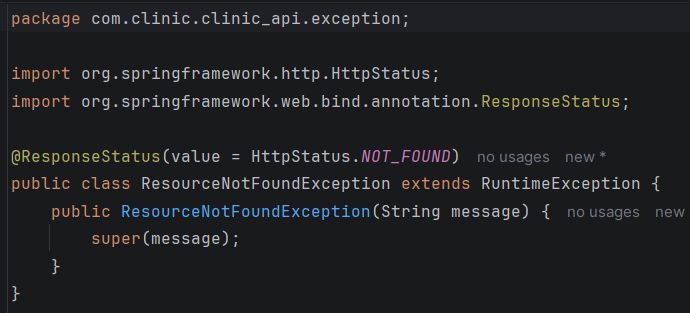 package com.clinic.clinic_api.exception;
import org.springframework.http.HttpStatus;
import org.springframework.web.bind.annotation.ResponseStatus;
@ResponseStatus(value = HttpStatus.NOT_FOUND) no usages new *
public class ResourceNotFoundException extends RuntimeException {
public ResourceNotFoundException(String message) { no usages new
super(message);
}
}